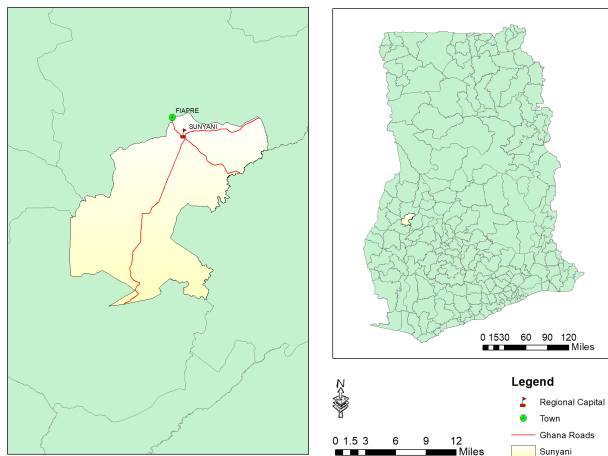 FIAPRE
SUNYANI
0 1530 60 90 120
Miles
N
Legend
Regional Capital
Town
Ghana Roads
Sunyani
0 1.5 3 6 9 12
Miles